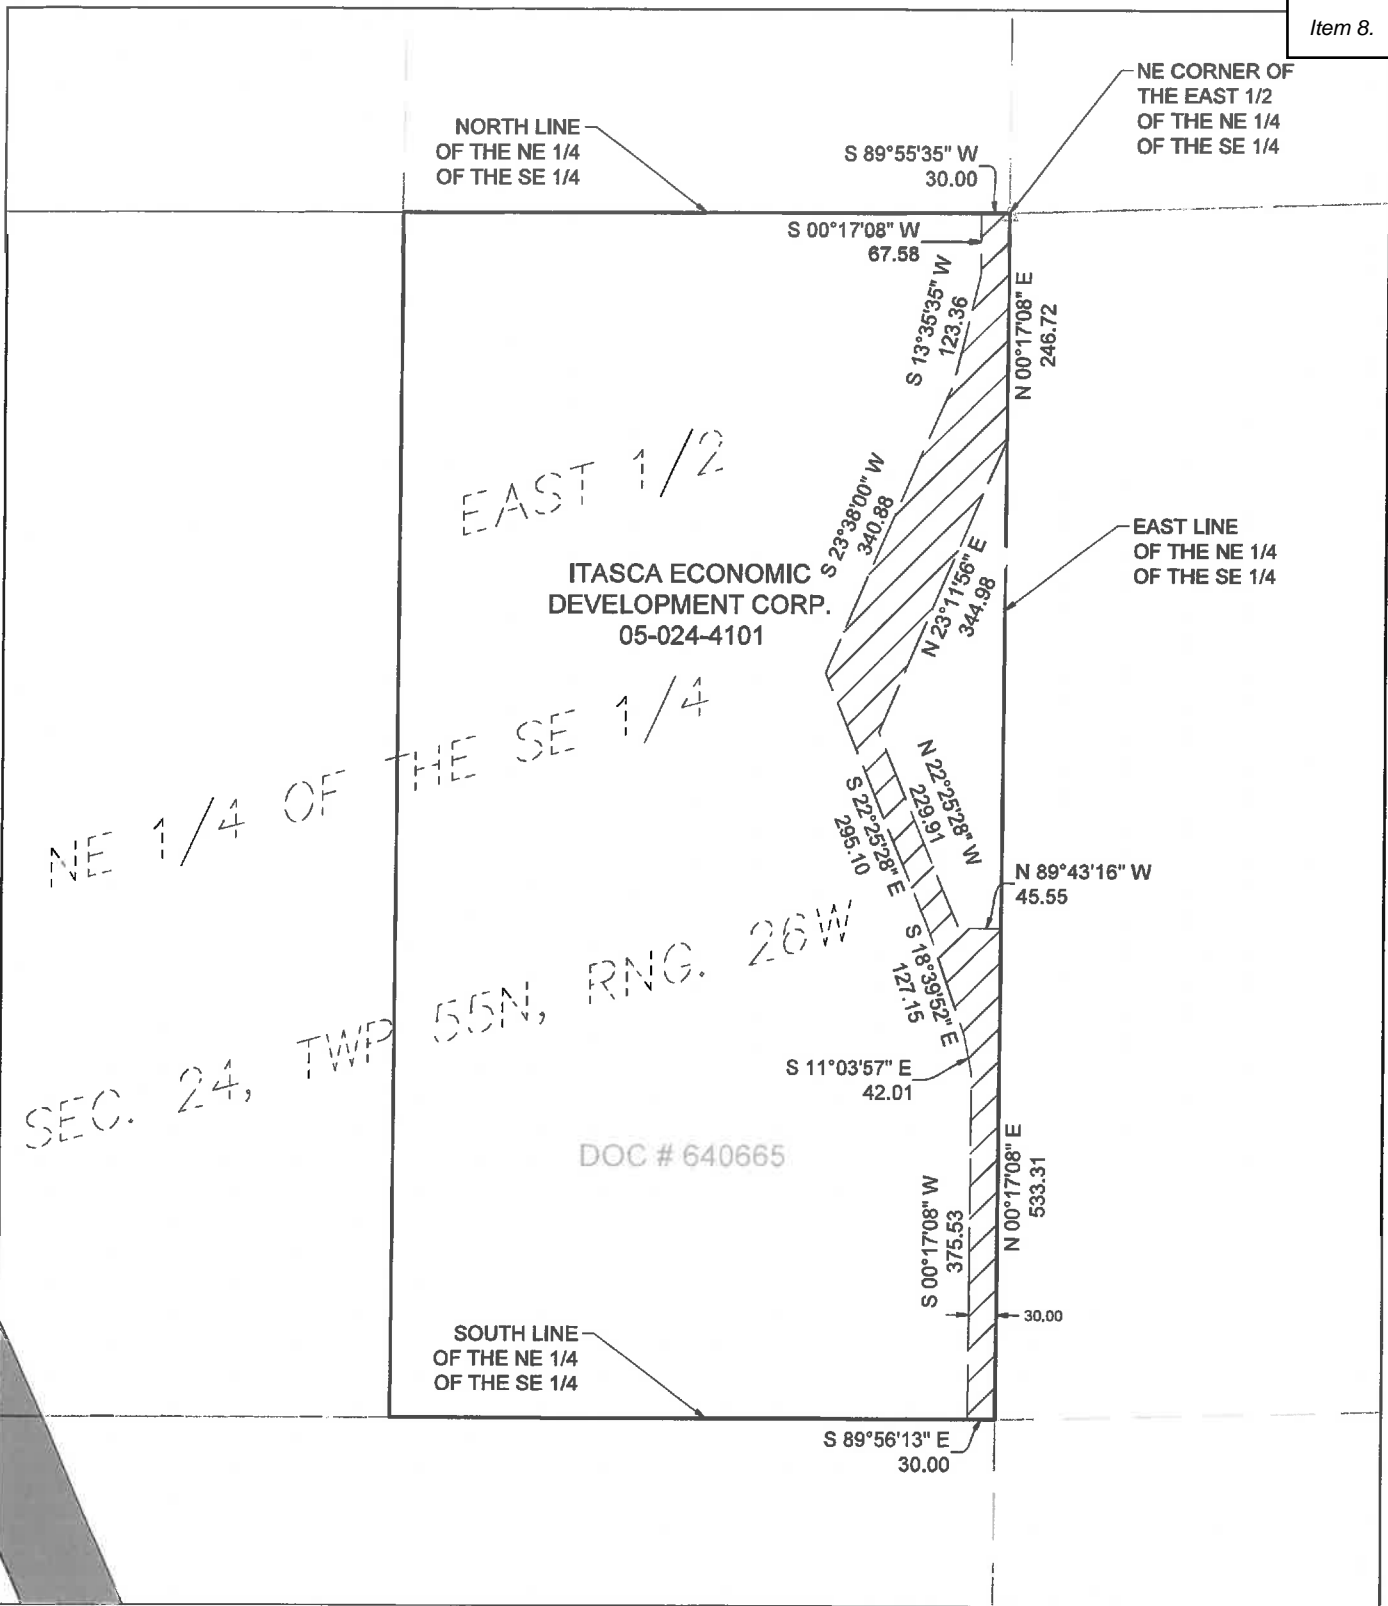 Item 8.
NE CORNER OF
THE EAST 1/2
OF THE NE 1/4
OF THE SE 1/4
NORTH LINE
OF THE NE 1/4
OF THE SE 1/4
S 89°55'35" W
30.00
S 00°17'08" W
67.58
S 13°35'35" W
123.36
N 00°17'08" E
246.72
EAST 1/2
S 23°38'00" W
340.88
EAST LINE
OF THE NE 1/4
OF THE SE 1/4
ITASCA ECONOMIC
DEVELOPMENT CORP.
05-024-4101
N 23°11'56" E
344.98
NE 1/4 OF THE SE 1/4
N 22°25'28" W
229.91
S 22°25'28" E
295.10
N 89°43'16" W
45.55
SEC. 24, TWP 55N, RNG. 26W
S 18°39'52" E
127.15
S 11°03'57" E
42.01
DOC # 640665
N 00°17'08" E
533.31
S 00°17'08" W
375.53
30.00
SOUTH LINE
OF THE NE 1/4
OF THE SE 1/4
S 89°56'13" E
30.00